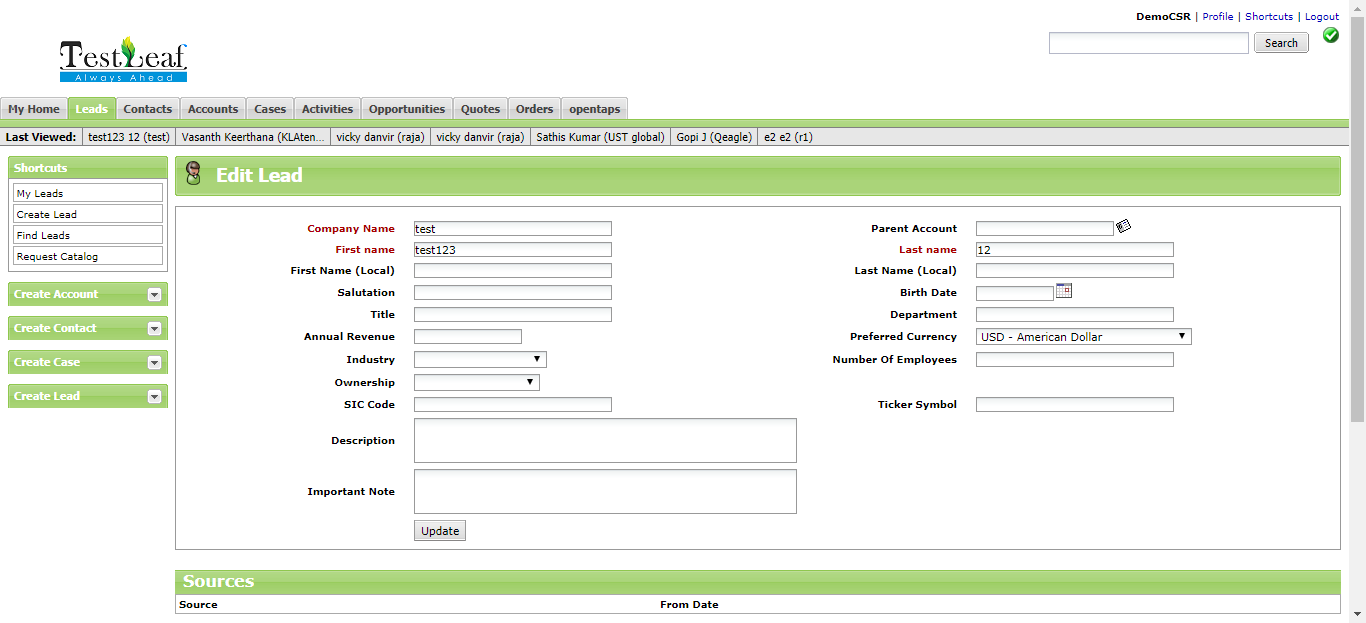 DemoCSR | Profile | Shortcuts | Logout
Search
TestLeaf
Always Ahead
My Home Leads Contacts Accounts Cases Activities Opportunities Quotes Orders opentaps
Last Viewed: test123 12 (test) Vasanth Keerthana (KLAten... vicky danvir (raja) vicky danvir (raja) Sathis Kumar (UST global) Gopi J (Qeagle) e2 e2 (r1)
Shortcuts
My Leads
Create Lead
Find Leads
Request Catalog
Create Account
Create Contact
Create Case
Create Lead
Edit Lead
Company Name test Parent Account
First name test123 Last name 12
First Name (Local) Last Name (Local)
Salutation Birth Date
Title Department
Annual Revenue Preferred Currency USD - American Dollar
Industry Number Of Employees
Ownership
SIC Code Ticker Symbol
Description
Important Note
Update
Sources
Source From Date